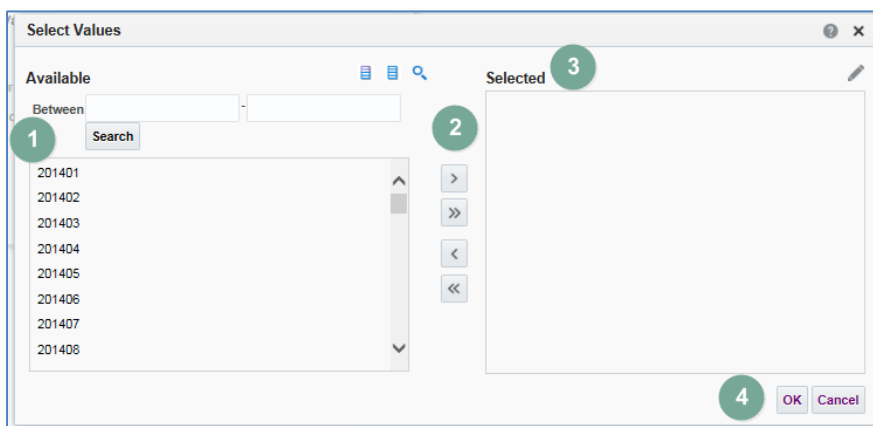 Select Values
Available
3
Selected
Between
-
1
2
Search
201401
>
201402
>>
201403
201404
<
201405
<<
201406
201407
201408
4
OK Cancel